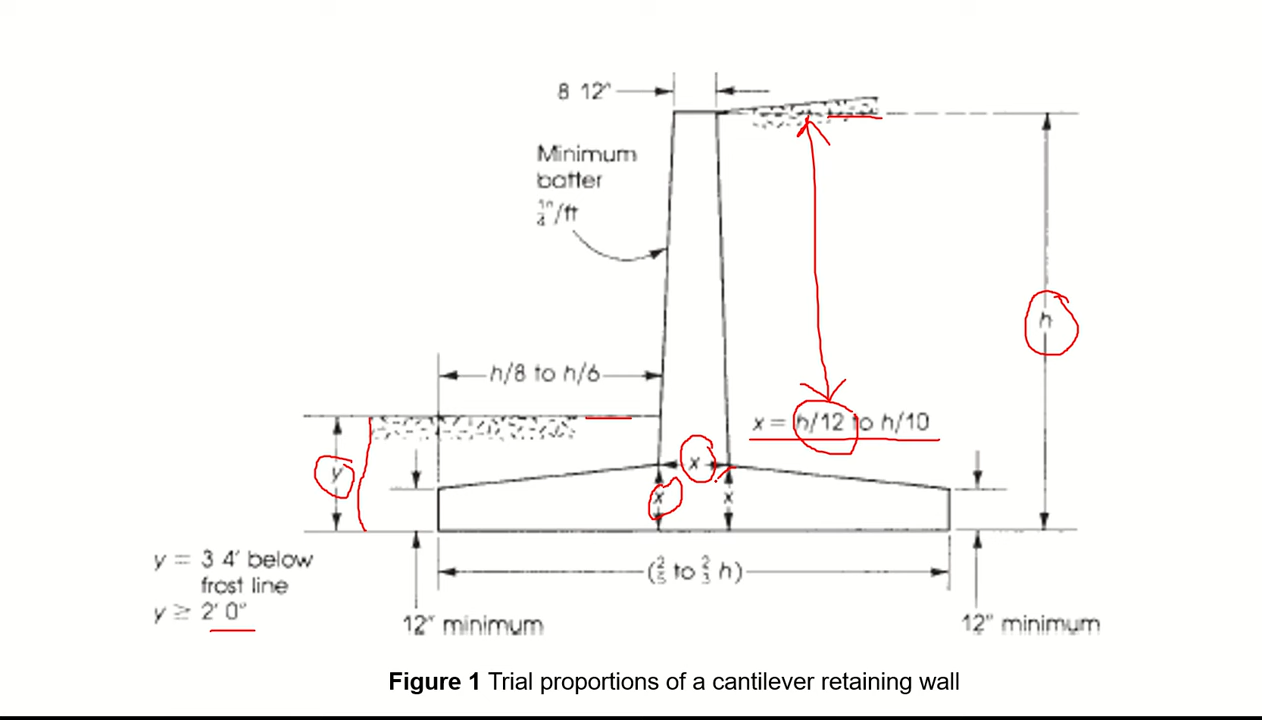 8 12"
Minimum
batter
¼"/ft
h
h/8 to h/6
x = h/12 to h/10
x
y
x
x
y = 3 4' below
frost line
y ≥ 2' 0"
(⅖ to ⅔ h)
12" minimum
12" minimum
Figure 1 Trial proportions of a cantilever retaining wall